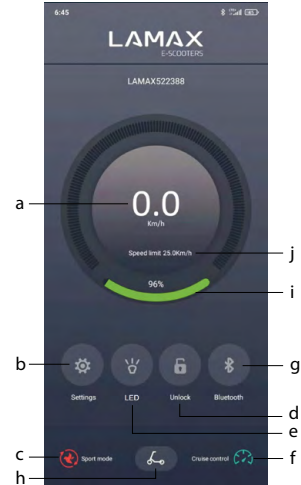 6:45
LAMAX
E-SCOOTERS
LAMAX522388
a
0.0
Km/h
Speed limit 25.0Km/h
j
96%
i
b
g
Settings
LED
Unlock
Bluetooth
d
e
c
Sport mode
Cruise control
f
h